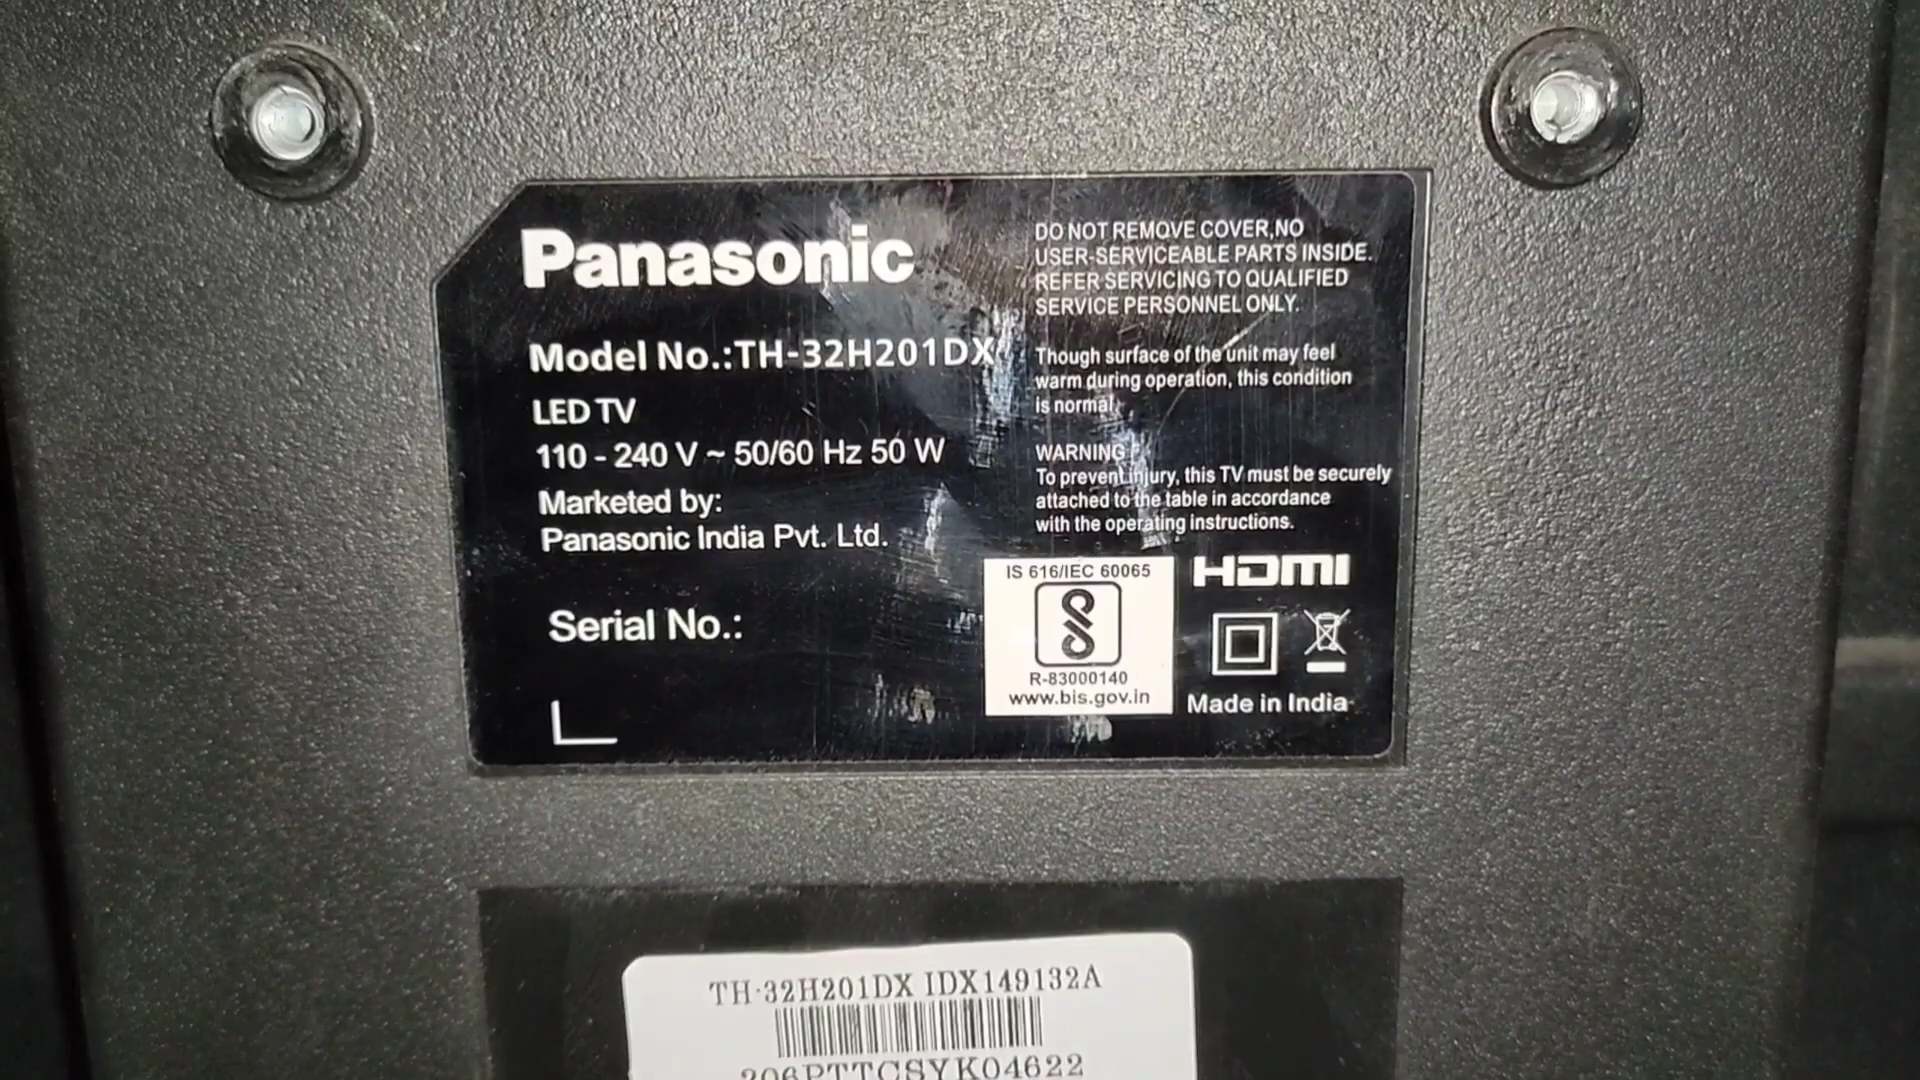 Panasonic
Model No.:TH-32H201DX
LED TV
110 - 240 V ~ 50/60 Hz 50 W
Marketed by:
Panasonic India Pvt. Ltd.
Serial No.:
DO NOT REMOVE COVER,NO
USER-SERVICEABLE PARTS INSIDE.
REFER SERVICING TO QUALIFIED
SERVICE PERSONNEL ONLY.
Though surface of the unit may feel
warm during operation, this condition
is normal.
WARNING
To prevent injury, this TV must be securely
attached to the table in accordance
with the operating instructions.
IS 616/IEC 60065
R-83000140
www.bis.gov.in
HDMI
Made in India
TH-32H201DX IDX149132A
206PTTCSYK04622